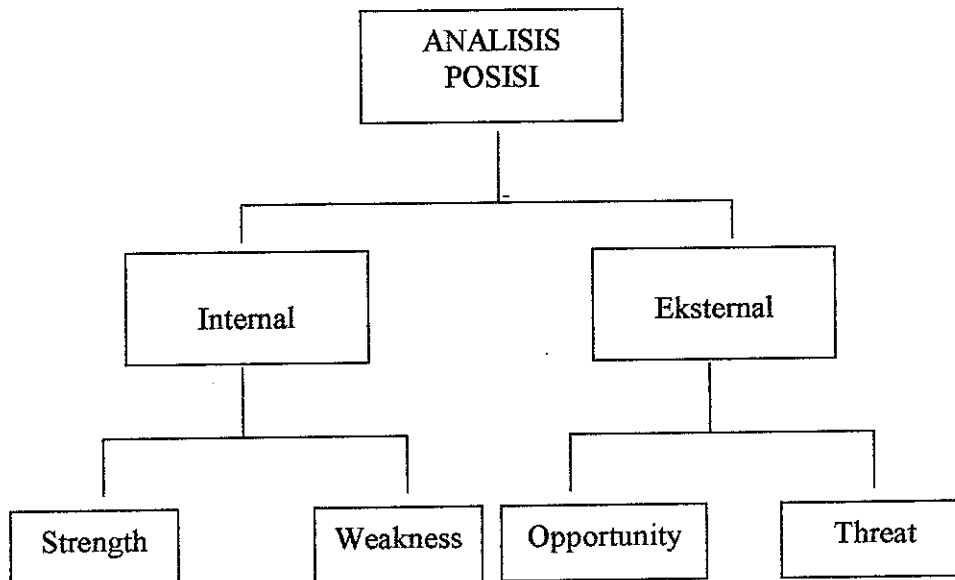 ANALISIS
POSISI
Internal
Eksternal
Strength
Weakness
Opportunity
Threat